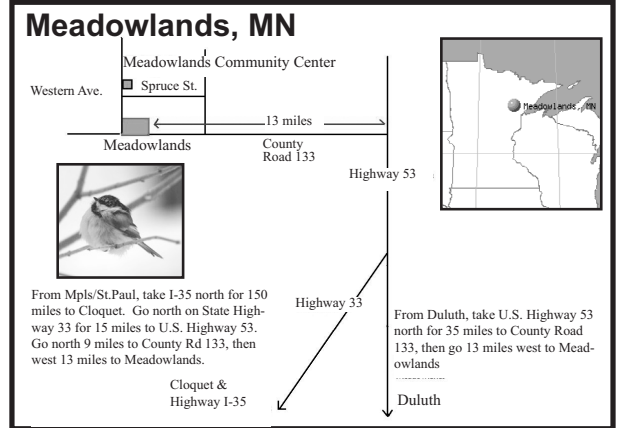 Meadowlands, MN
Meadowlands Community Center
Western Ave.
Spruce St.
13 miles
Meadowlands
County
Road 133
Highway 53
Meadowlands, MN
From Mpls/St.Paul, take I-35 north for 150
miles to Cloquet. Go north on State High-
way 33 for 15 miles to U.S. Highway 53.
Go north 9 miles to County Rd 133, then
west 13 miles to Meadowlands.
Highway 33
From Duluth, take U.S. Highway 53
north for 35 miles to County Road
133, then go 13 miles west to Mead-
owlands
Cloquet &
Highway I-35
Duluth